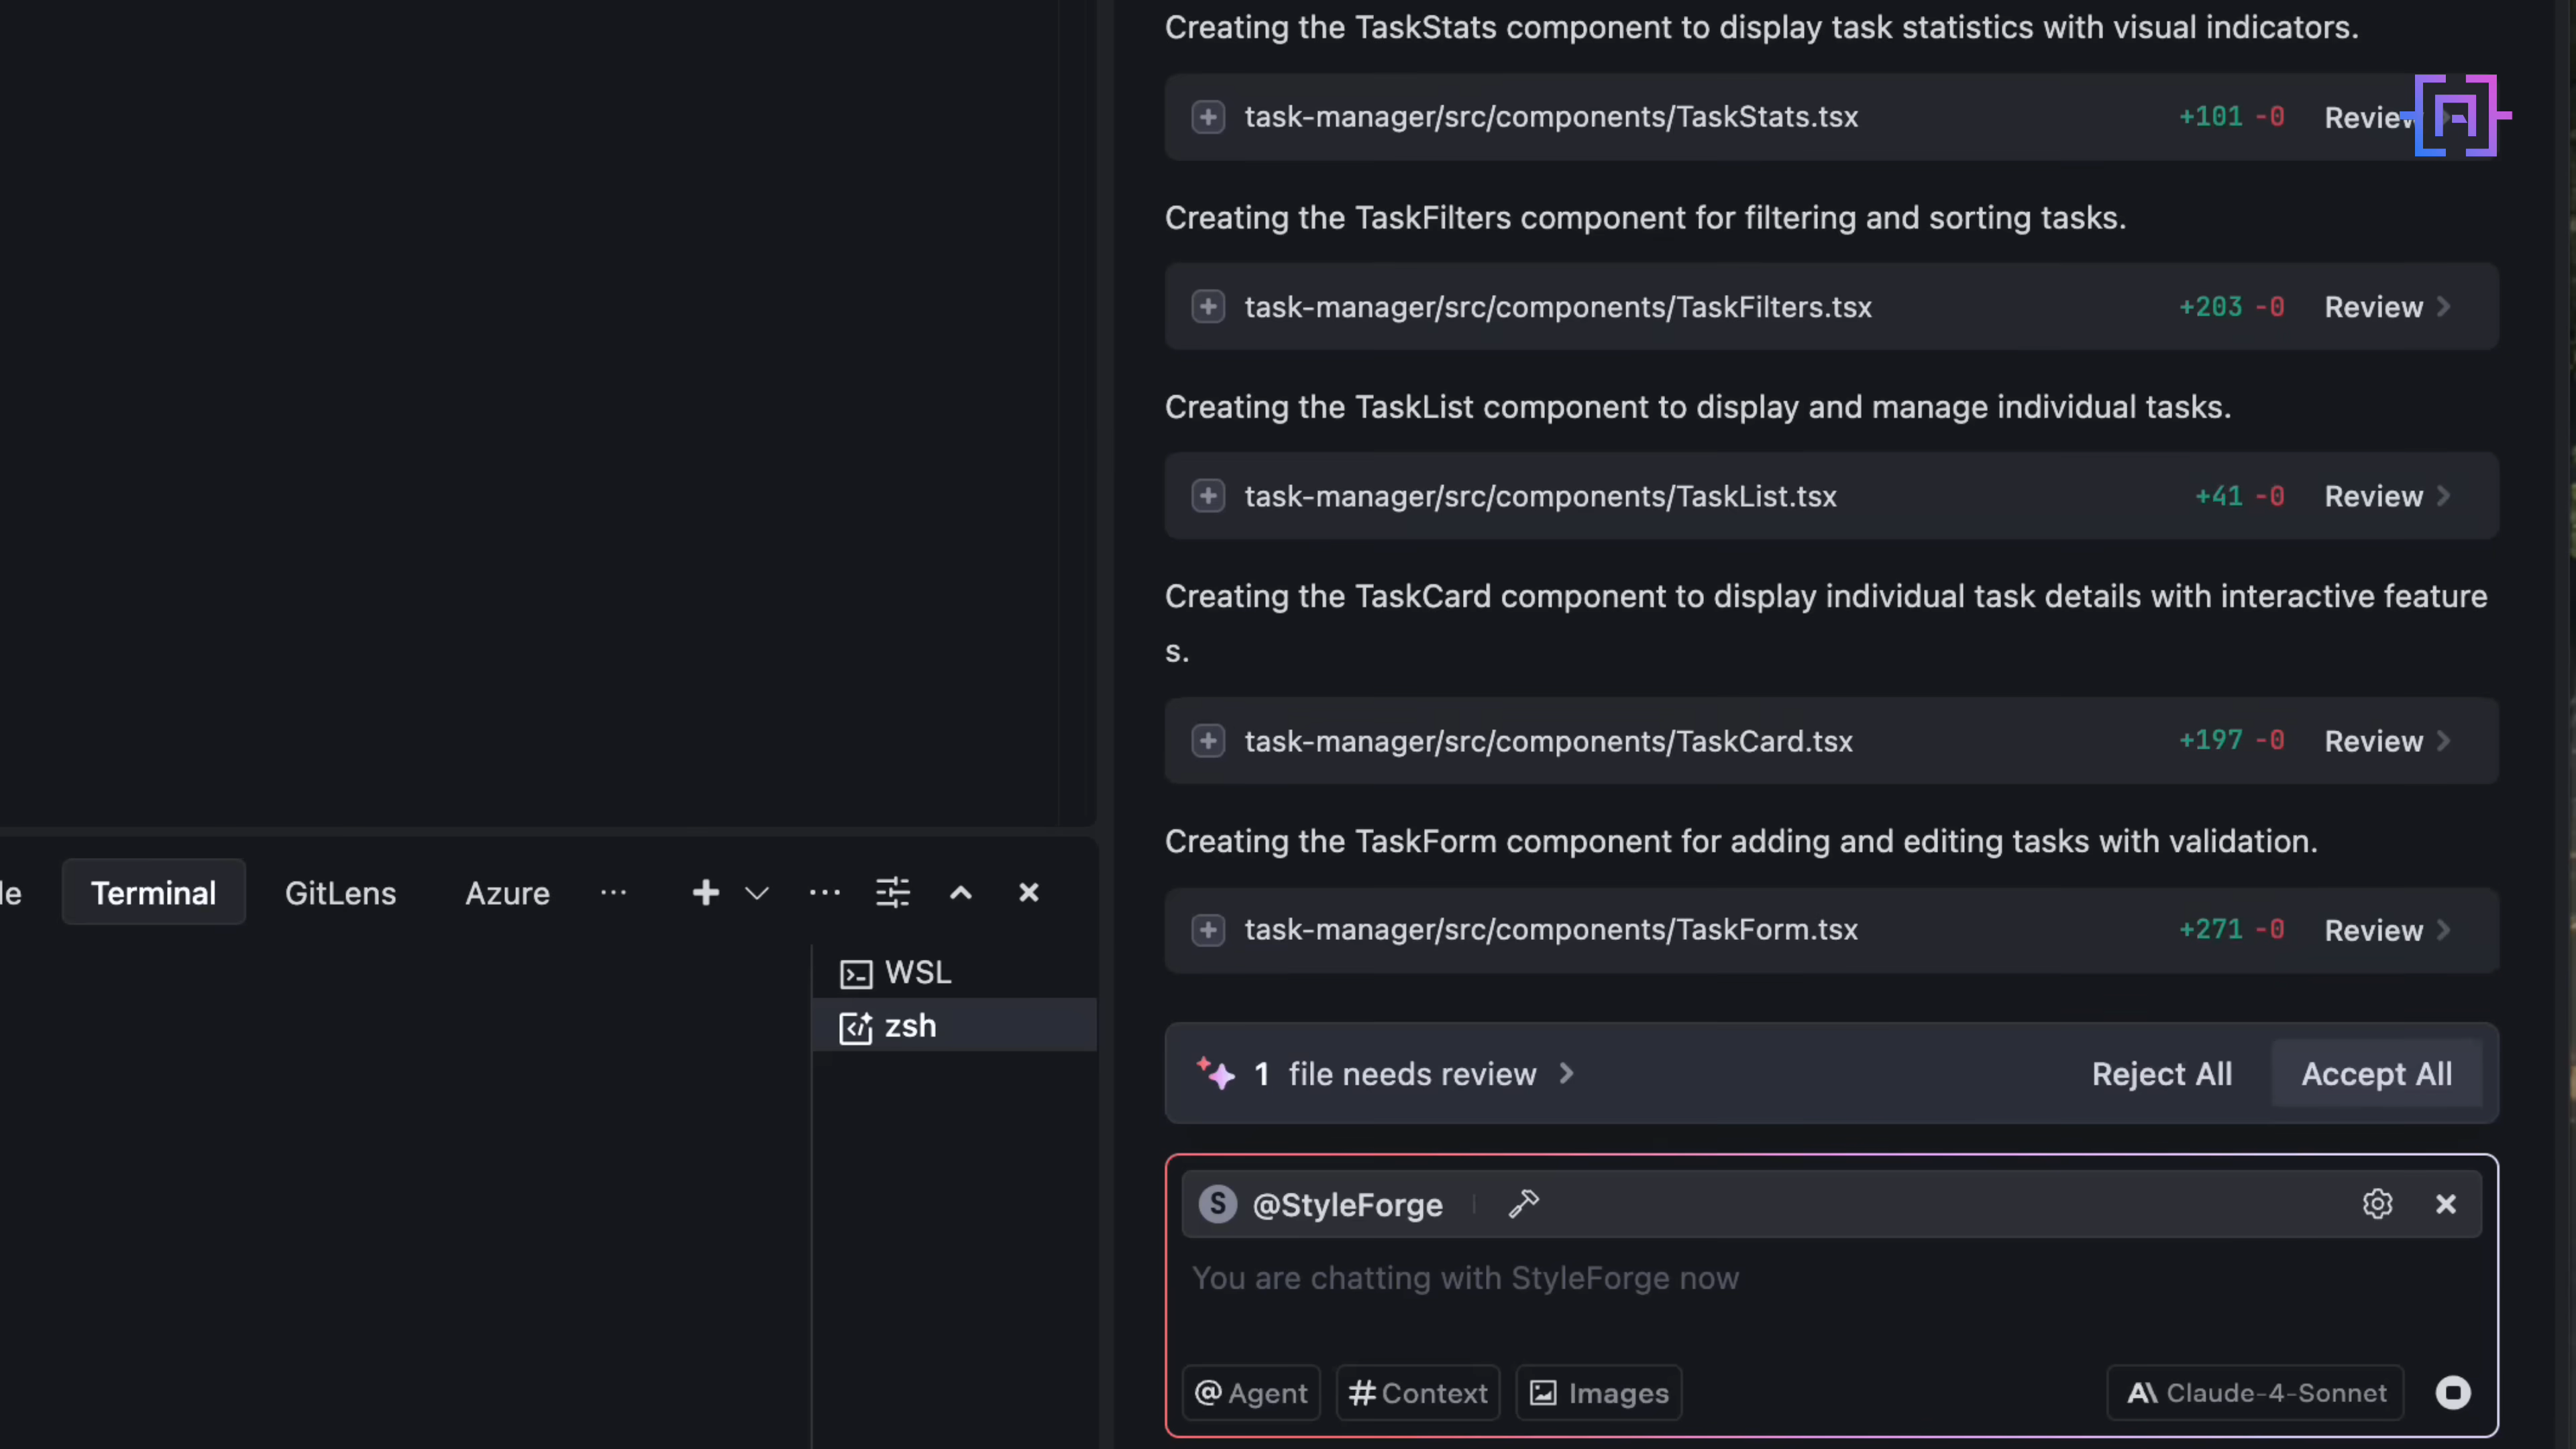 Creating the TaskStats component to display task statistics with visual indicators.
task-manager/src/components/TaskStats.tsx +101 -0 Review
Creating the TaskFilters component for filtering and sorting tasks.
task-manager/src/components/TaskFilters.tsx +203 -0 Review
Creating the TaskList component to display and manage individual tasks.
task-manager/src/components/TaskList.tsx +41 -0 Review
Creating the TaskCard component to display individual task details with interactive feature
s.
task-manager/src/components/TaskCard.tsx +197 -0 Review
Creating the TaskForm component for adding and editing tasks with validation.
task-manager/src/components/TaskForm.tsx +271 -0 Review
1 file needs review Reject All Accept All
S @StyleForge
You are chatting with StyleForge now
@ Agent # Context Images Claude-4-Sonnet
le Terminal GitLens Azure
WSL
zsh